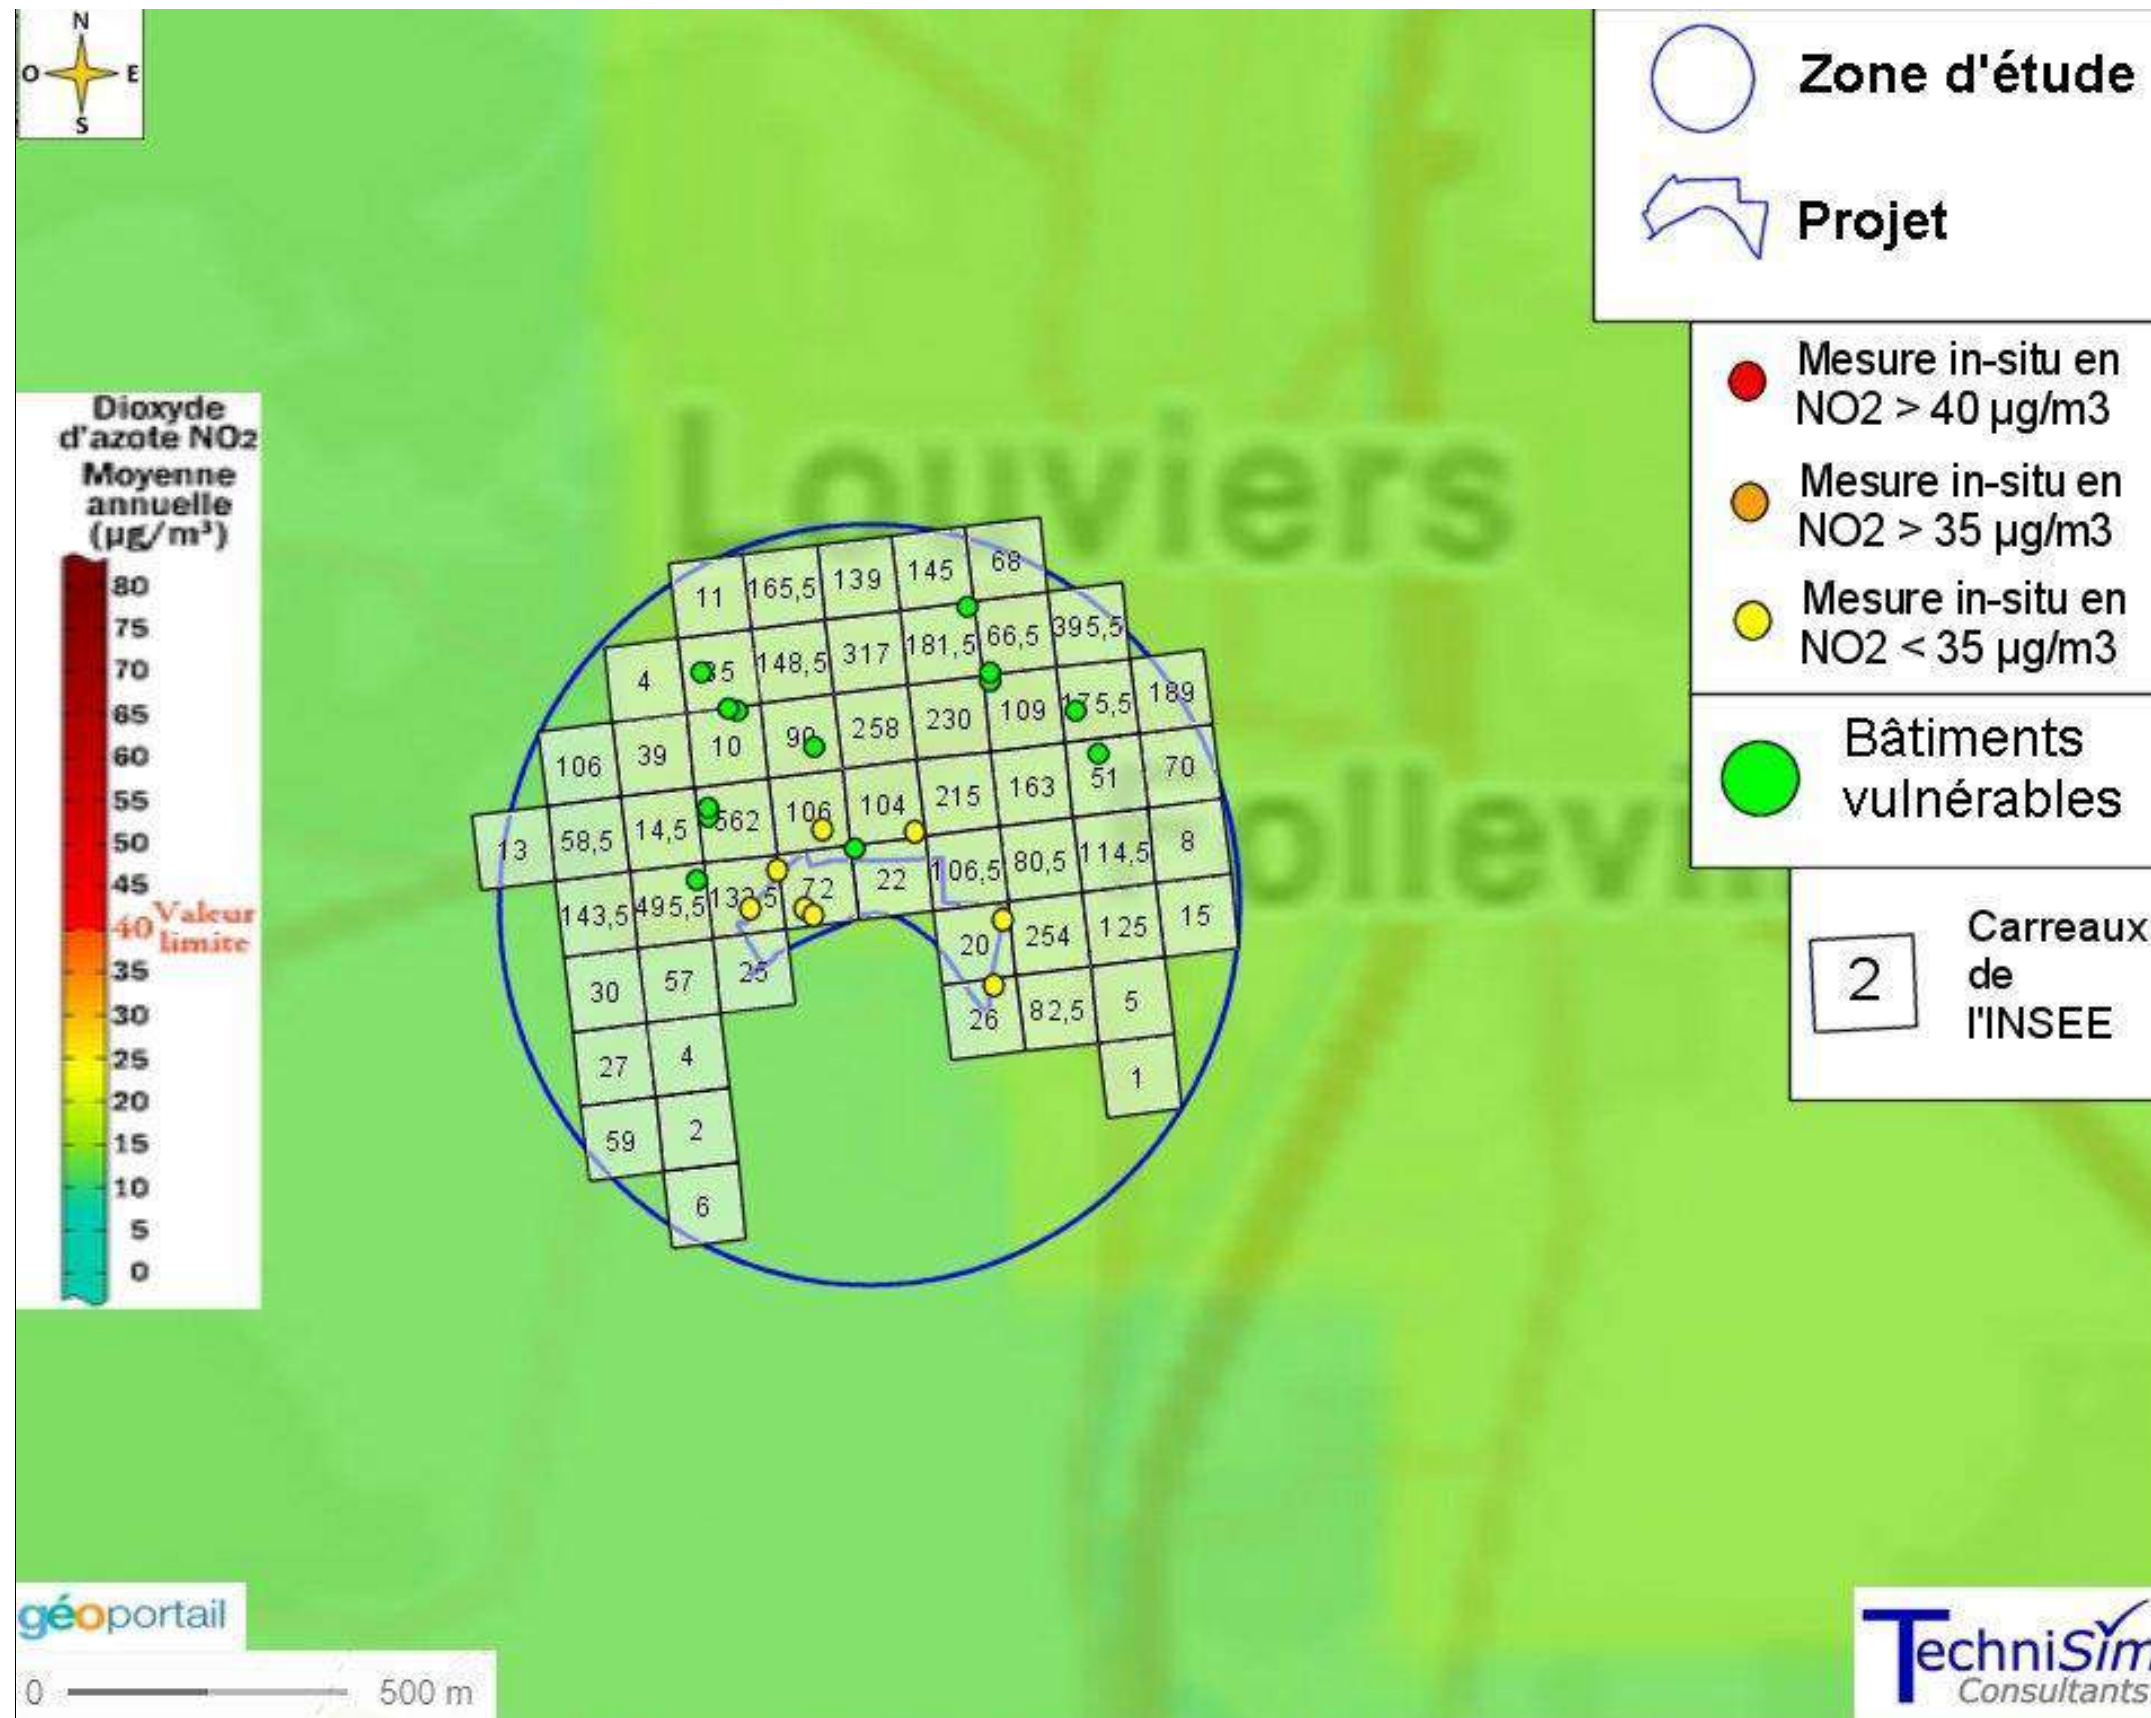 N
O E
S
Zone d'étude
Projet
Mesure in-situ en
NO2 > 40 µg/m3
Mesure in-situ en
NO2 > 35 µg/m3
Mesure in-situ en
NO2 < 35 µg/m3
Bâtiments
vulnérables
Carreaux
de
l'INSEE
2
Dioxyde
d'azote NO2
Moyenne
annuelle
(µg/m³)
80
75
70
65
60
55
50
45
40 Valeur
limite
35
30
25
20
15
10
5
0
Louviers
11 165,5 139 145 68
4 148,5 317 181,5 66,5 395,5
106 39 10 90 258 230 109 175,5 189
13 58,5 14,5 562 106 104 215 163 51 70
143,5 495,5 72 22 106,5 80,5 114,5 8
30 57 25 20 254 125 15
27 4 26 82,5 5
59 2 1
6
géoportail
0 500 m
TechniSim
Consultants